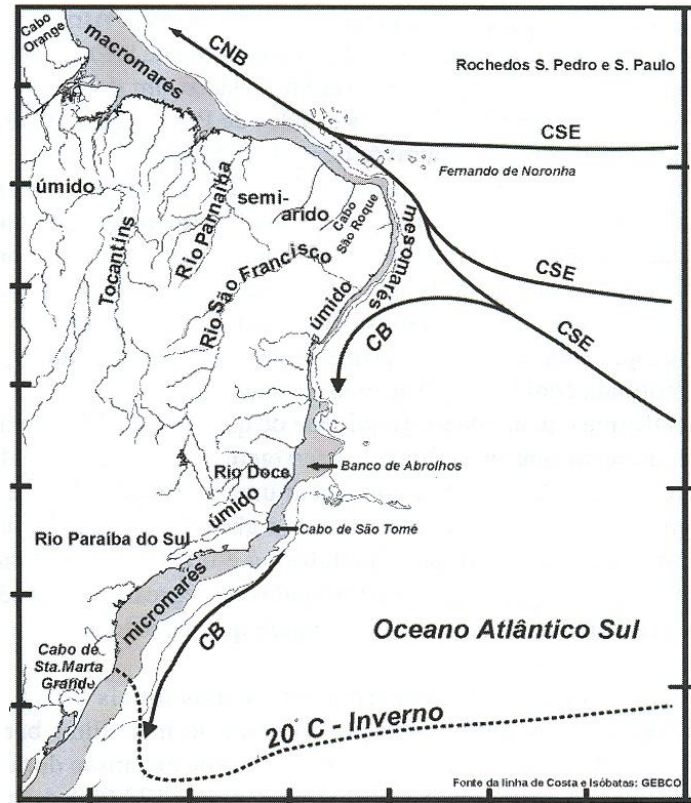 Cabo
Orange
macromarés
CNB
Rochedos S. Pedro e S. Paulo
CSE
Fernando de Noronha
úmido
semi-
arido
Cabo
São Roque
Rio Parnaíba
Tocantins
Rio São Francisco
mesomarés
úmido
CSE
CSE
CB
Rio Doce
Banco de Abrolhos
úmido
Cabo de São Tomé
Rio Paraíba do Sul
micromarés
CB
Oceano Atlântico Sul
Cabo de
Sta.Marta
Grande
20° C - Inverno
Fonte da linha de Costa e Isóbatas: GEBCO